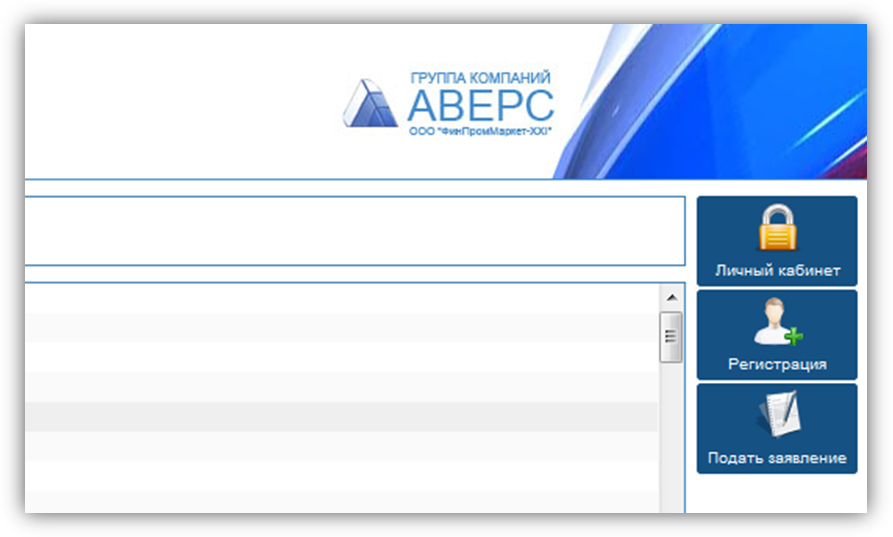 ГРУППА КОМПАНИЙ
АВЕРС
ООО "ФинПромМаркет-XXI"
Личный кабинет
Регистрация
Подать заявление